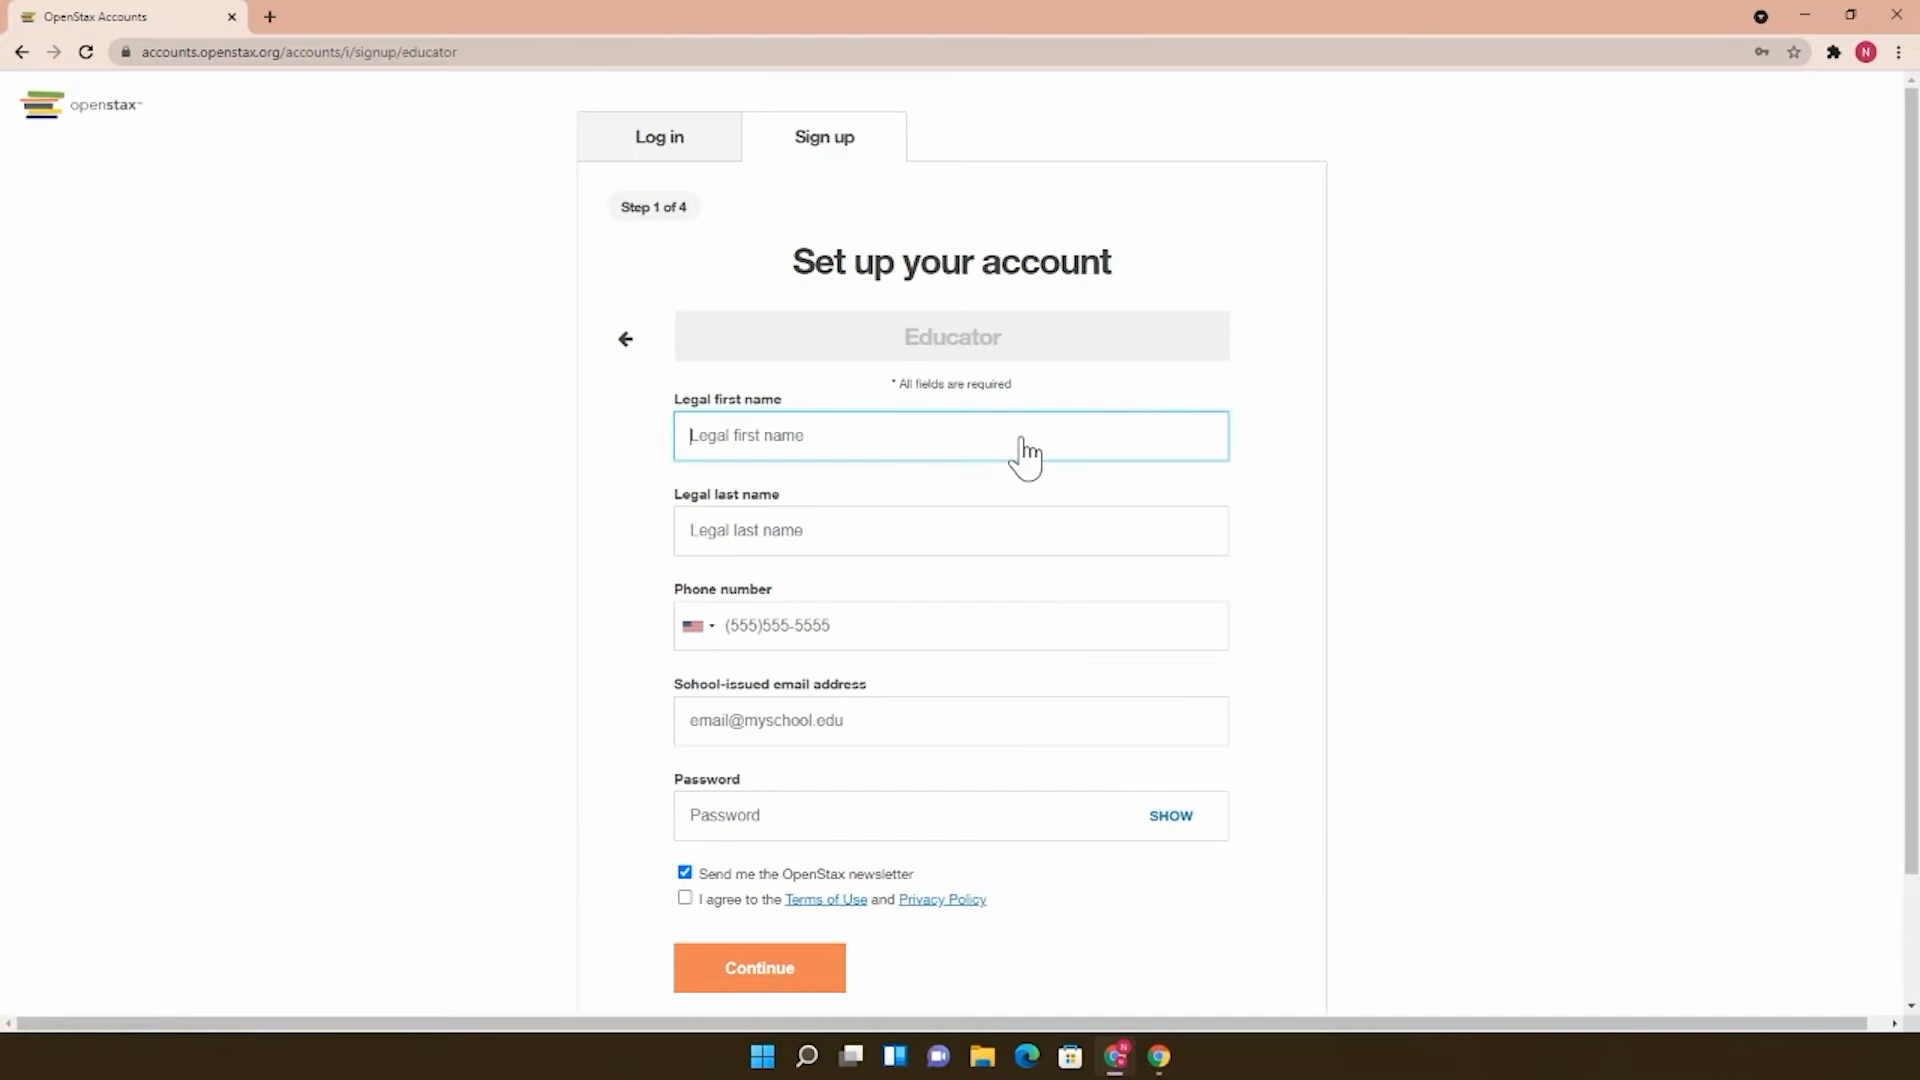 OpenStax Accounts
accounts.openstax.org/accounts/i/signup/educator
N
openstax™
Log in
Sign up
Step 1 of 4
Set up your account
Educator
* All fields are required
Legal first name
Legal first name
Legal last name
Legal last name
Phone number
(555)555-5555
School-issued email address
email@myschool.edu
Password
Password
SHOW
Send me the OpenStax newsletter
I agree to the Terms of Use and Privacy Policy
Continue
N